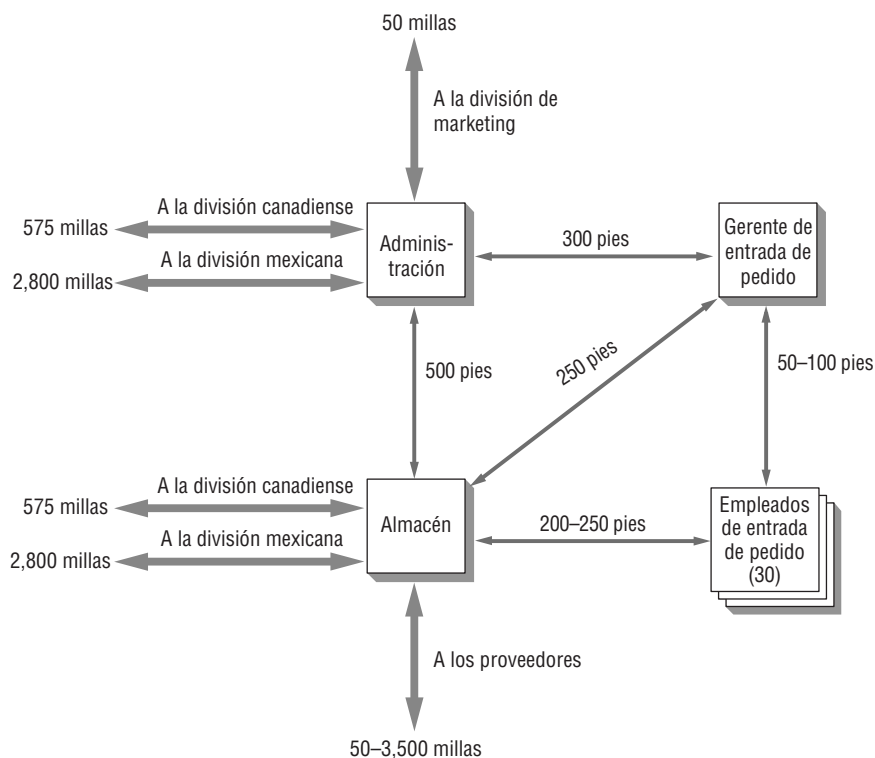 50 millas
A la división de
marketing
A la división canadiense
575 millas
A la división mexicana
2,800 millas
Adminis-
tración
300 pies
Gerente de
entrada de
pedido
500 pies
250 pies
50–100 pies
A la división canadiense
575 millas
A la división mexicana
2,800 millas
Almacén
200–250 pies
Empleados
de entrada
de pedido
(30)
A los proveedores
50–3,500 millas